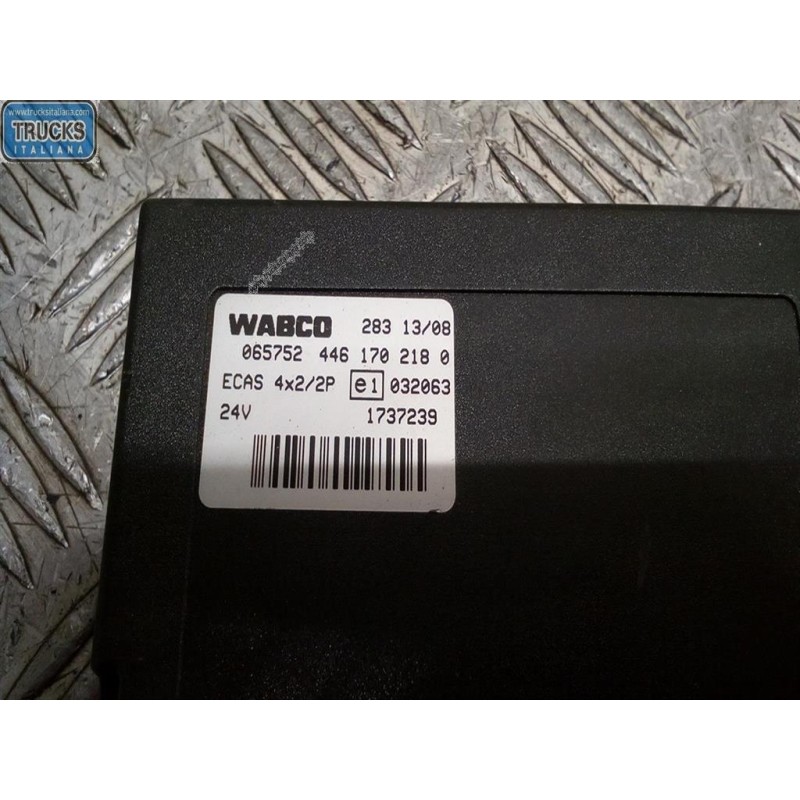 www.trucksitaliana.com
TRUCKS
ITALIANA
WABCO 283 13/08
065752 446 170 218 0
ECAS 4x2/2P e1 032063
24V 1737239